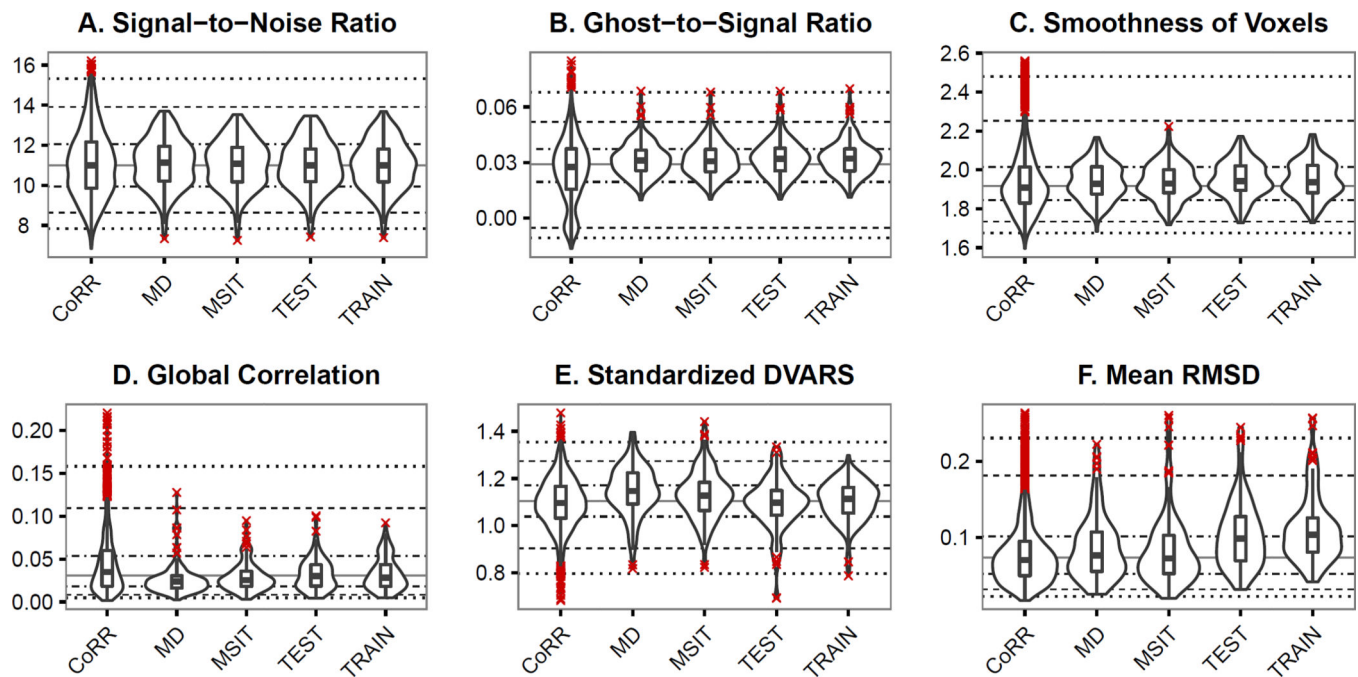 A. Signal−to−Noise Ratio
16
14
12
10
8
CoRR
MD
MSIT
TEST
TRAIN
B. Ghost−to−Signal Ratio
0.06
0.03
0.00
CoRR
MD
MSIT
TEST
TRAIN
C. Smoothness of Voxels
2.6
2.4
2.2
2.0
1.8
1.6
CoRR
MD
MSIT
TEST
TRAIN
D. Global Correlation
0.20
0.15
0.10
0.05
0.00
CoRR
MD
MSIT
TEST
TRAIN
E. Standardized DVARS
1.4
1.2
1.0
0.8
CoRR
MD
MSIT
TEST
TRAIN
F. Mean RMSD
0.2
0.1
CoRR
MD
MSIT
TEST
TRAIN